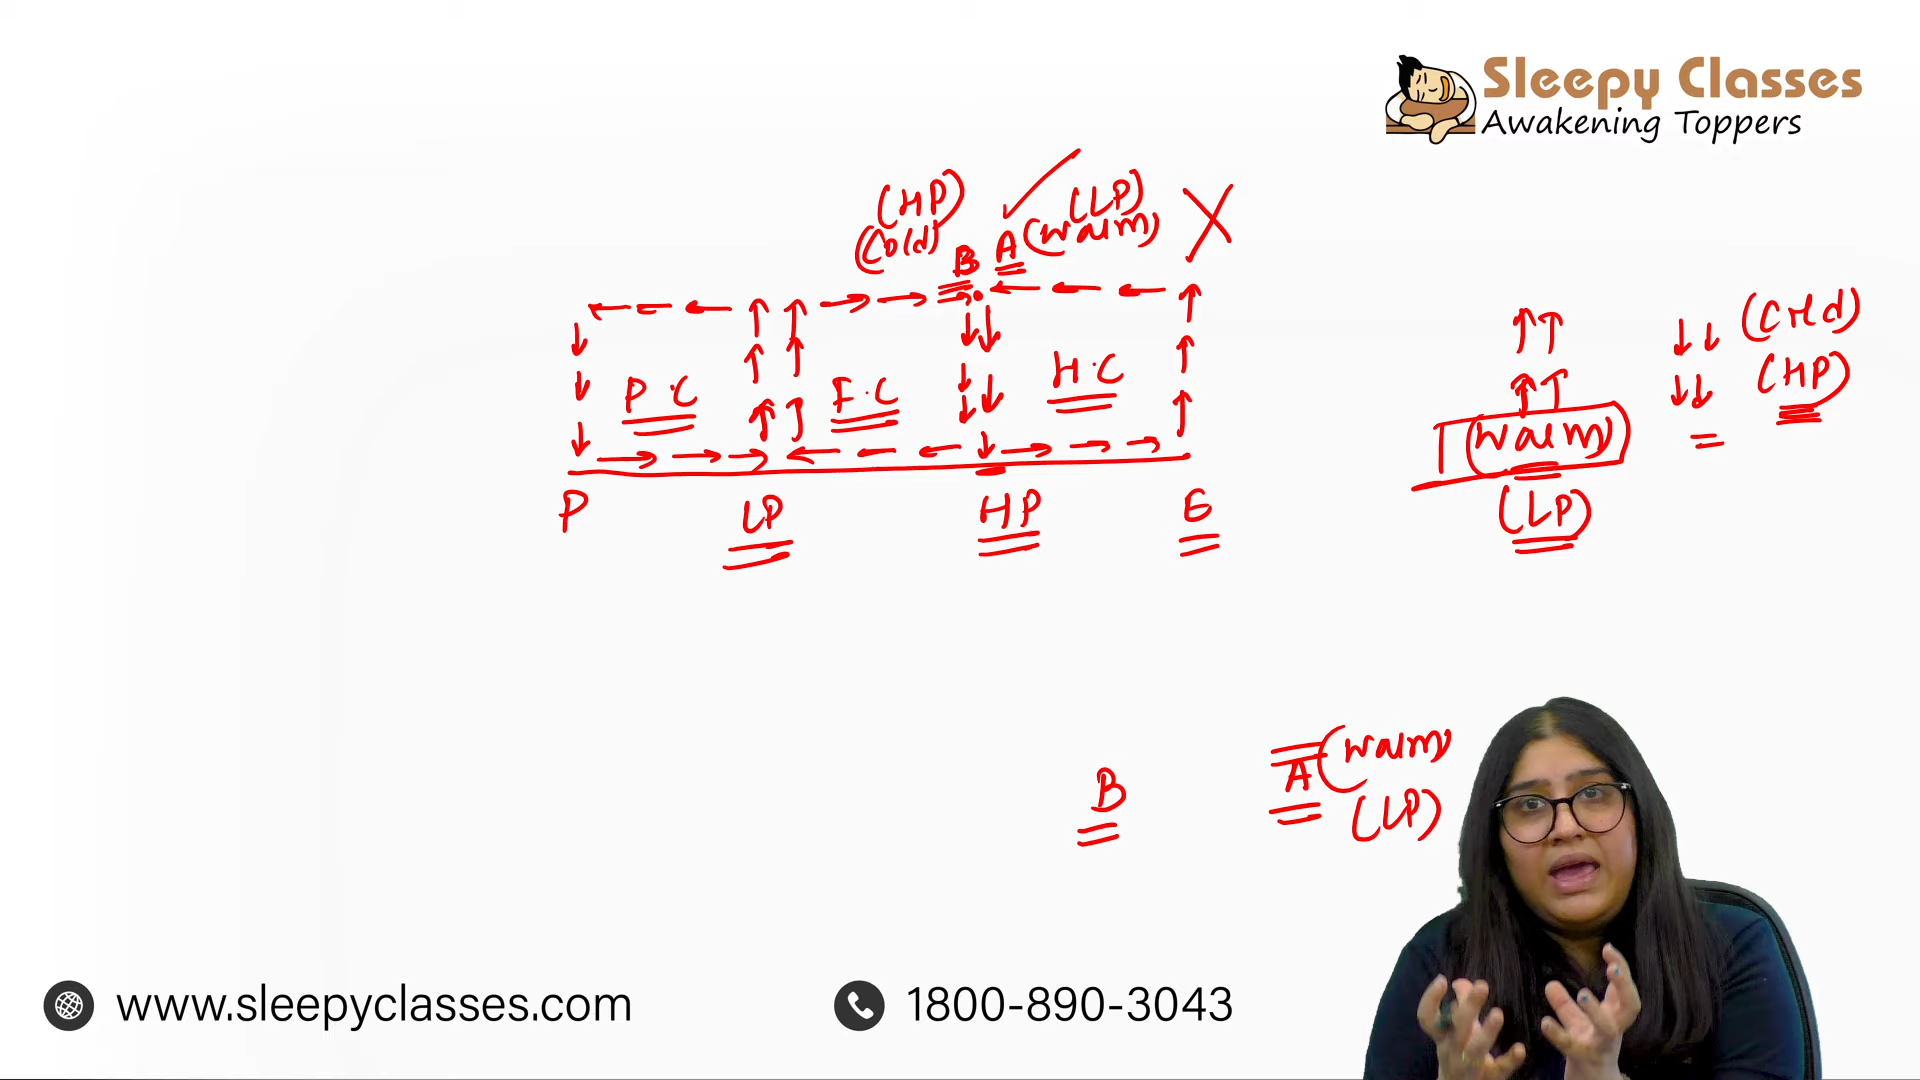 Sleepy Classes
Awakening Toppers
(HP)
(Cold)
B
A
(LP)
(warm)
P.C
F.C
H.C
P
LP
HP
E
(warm)
(LP)
(Cold)
(HP)
B
A (warm)
(LP)
www.sleepyclasses.com
1800-890-3043